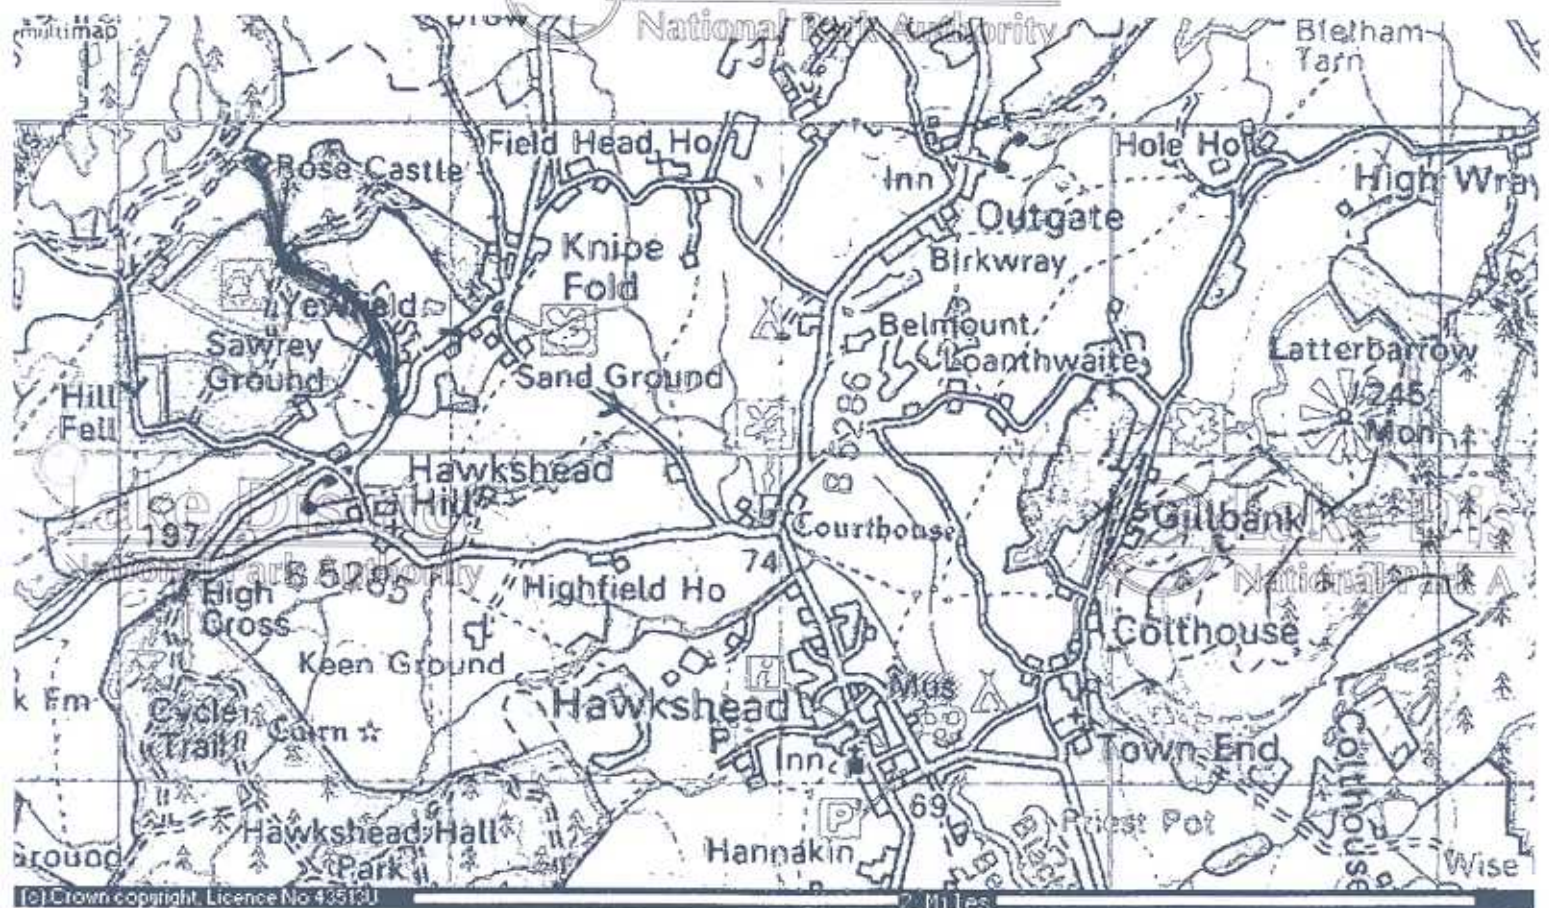 multimap
National Park Authority
Bletham
Tarn
Field Head Ho
Rose Castle
Inn
Outgate
Hole Ho
High Wra
Knipe
Fold
Birkwray
Yewfield
Sawrey
Ground
Belmount
Loanthwaite
Latterbarrow
245
Mon
Hill
Fell
Sand Ground
B 5286
Hawkshead
Hill
Courthouse
Gillbank
Lake Dis
National Park A
197
National Park Authority
B 5285
74
Highfield Ho
High
Cross
Keen Ground
Colthouse
k Fm
Cycle
Trail
Cairn
Hawkshead
Mus
P
Inn
Town End
Colthouse
69
P
Priest Pot
Hawkshead Hall
Park
Ground
Hannakin
Wise
(c) Crown copyright, Licence No 43513U
2 Miles